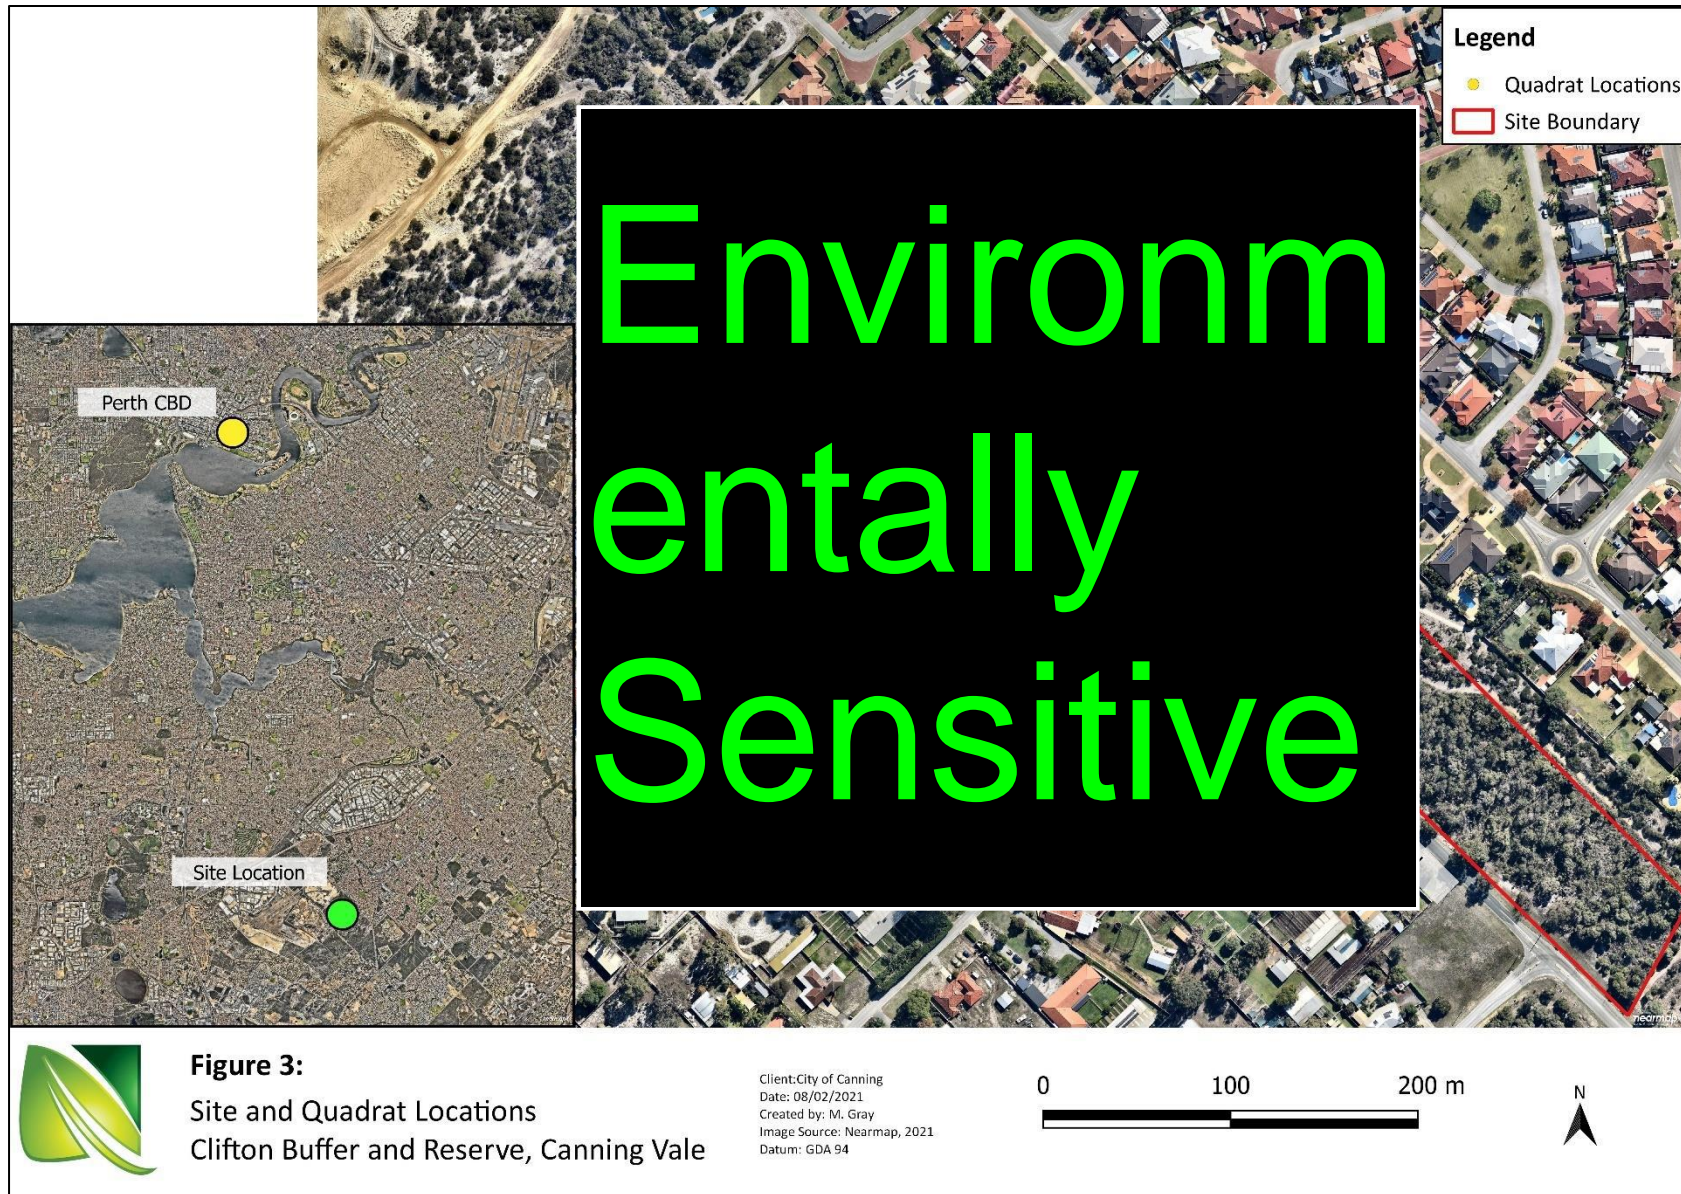 Legend
Quadrat Locations
Site Boundary
Environm
entally
Sensitive
Perth CBD
Site Location
nearmap
Figure 3:
Site and Quadrat Locations
Clifton Buffer and Reserve, Canning Vale
Client:City of Canning
Date: 08/02/2021
Created by: M. Gray
Image Source: Nearmap, 2021
Datum: GDA 94
0 100 200 m
N